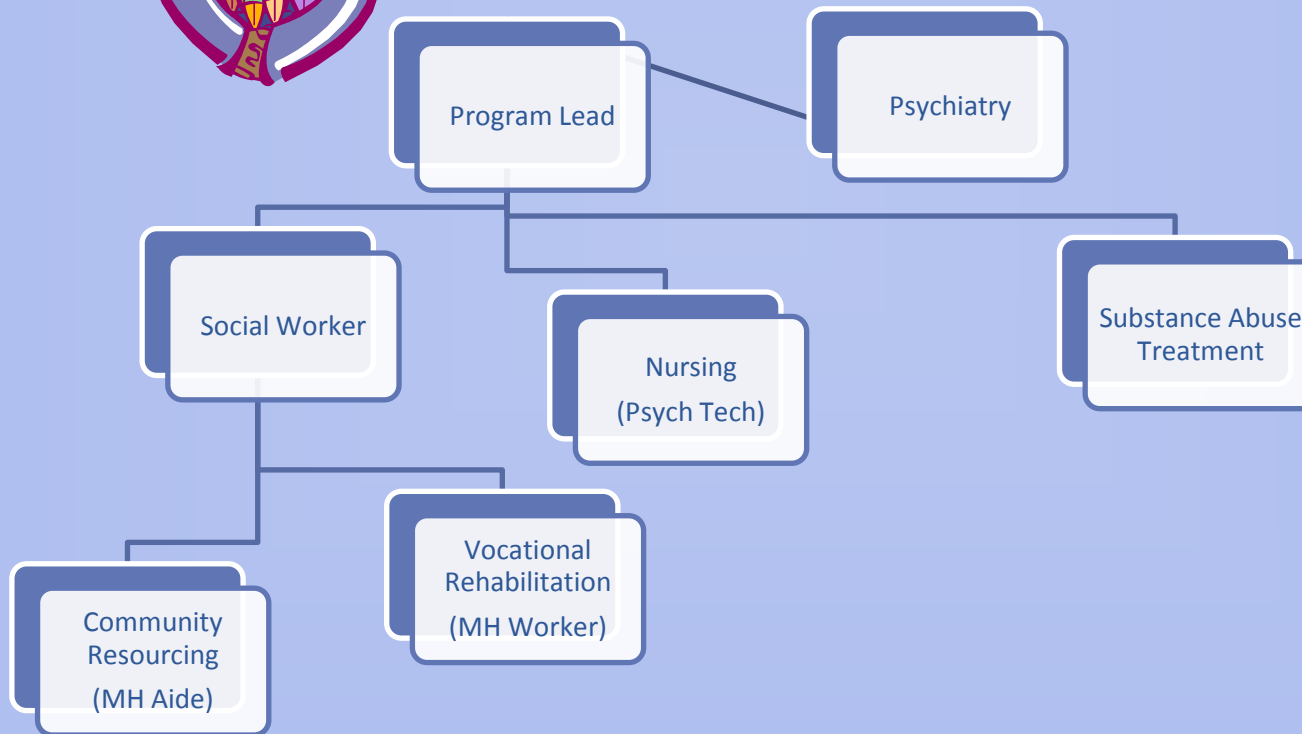 Program Lead
Psychiatry
Social Worker
Nursing
(Psych Tech)
Substance Abuse
Treatment
Vocational
Rehabilitation
(MH Worker)
Community
Resourcing
(MH Aide)